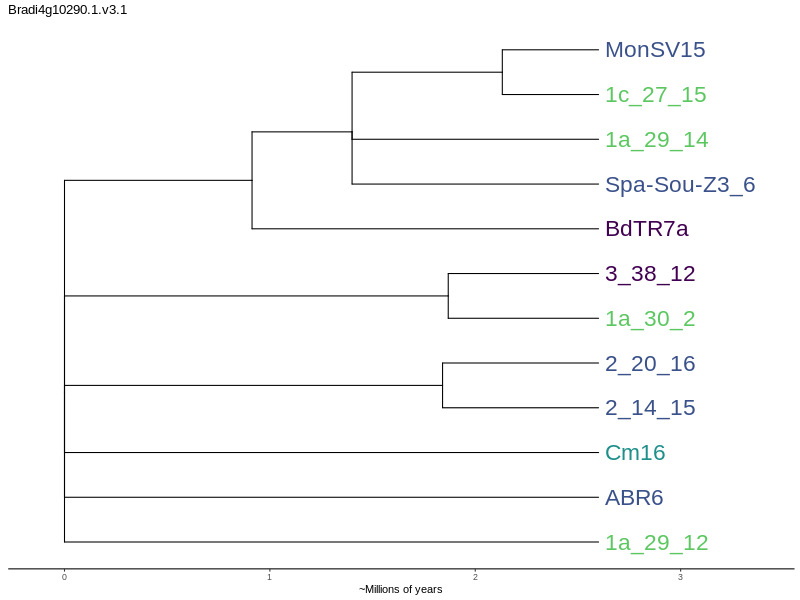 Bradi4g10290.1.v3.1
MonSV15
1c_27_15
1a_29_14
Spa-Sou-Z3_6
BdTR7a
3_38_12
1a_30_2
2_20_16
2_14_15
Cm16
ABR6
1a_29_12
0 1 2 3
~Millions of years